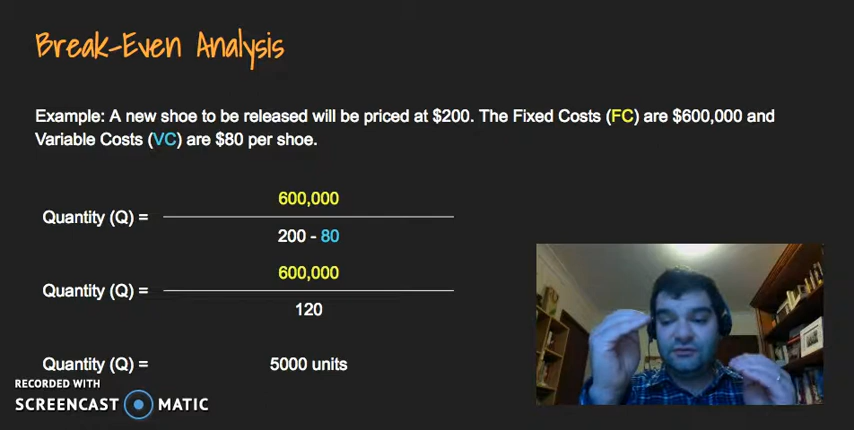 Break-Even Analysis
Example: A new shoe to be released will be priced at $200. The Fixed Costs (FC) are $600,000 and
Variable Costs (VC) are $80 per shoe.
600,000
Quantity (Q) =
200 - 80
600,000
Quantity (Q) =
120
Quantity (Q) = 5000 units
RECORDED WITH
SCREENCAST MATIC